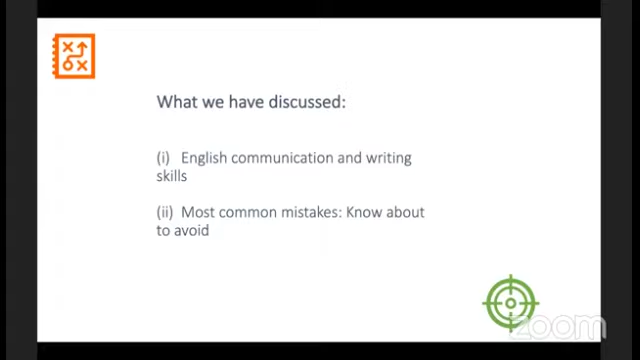 What we have discussed:
(i) English communication and writing
skills
(ii) Most common mistakes: Know about
to avoid
zoom